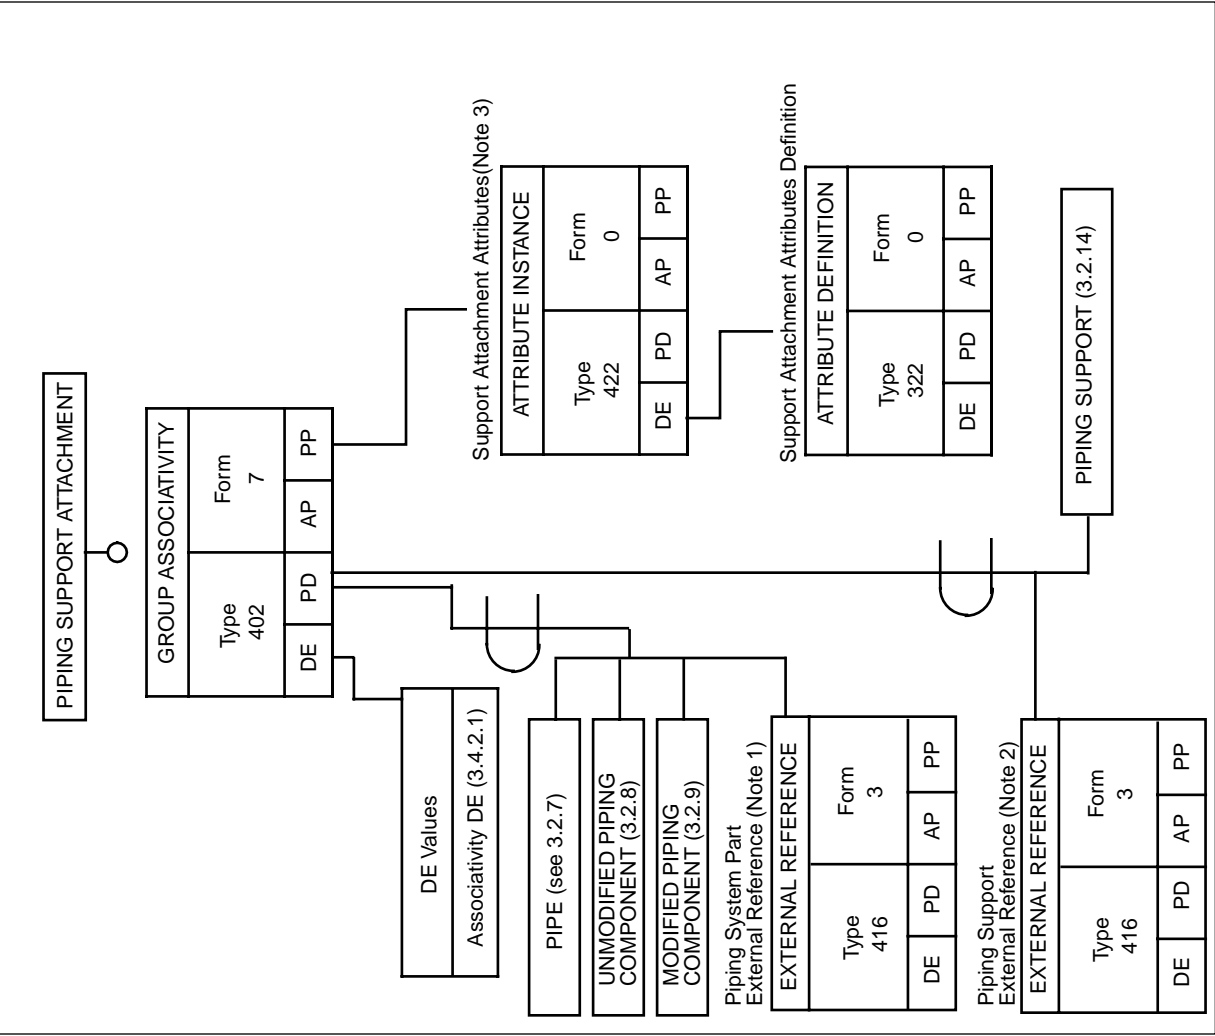 PIPING SUPPORT ATTACHMENT
GROUP ASSOCIATIVITY
Type
402
Form
7
DE
PD
AP
PP
DE Values
Associativity DE (3.4.2.1)
Support Attachment Attributes(Note 3)
ATTRIBUTE INSTANCE
Type
422
Form
0
DE
PD
AP
PP
PIPE (see 3.2.7)
UNMODIFIED PIPING
COMPONENT (3.2.8)
MODIFIED PIPING
COMPONENT (3.2.9)
Piping System Part
External Reference (Note 1)
EXTERNAL REFERENCE
Type
416
Form
3
DE
PD
AP
PP
Support Attachment Attributes Definition
ATTRIBUTE DEFINITION
Type
322
Form
0
DE
PD
AP
PP
Piping Support
External Reference (Note 2)
EXTERNAL REFERENCE
Type
416
Form
3
DE
PD
AP
PP
PIPING SUPPORT (3.2.14)